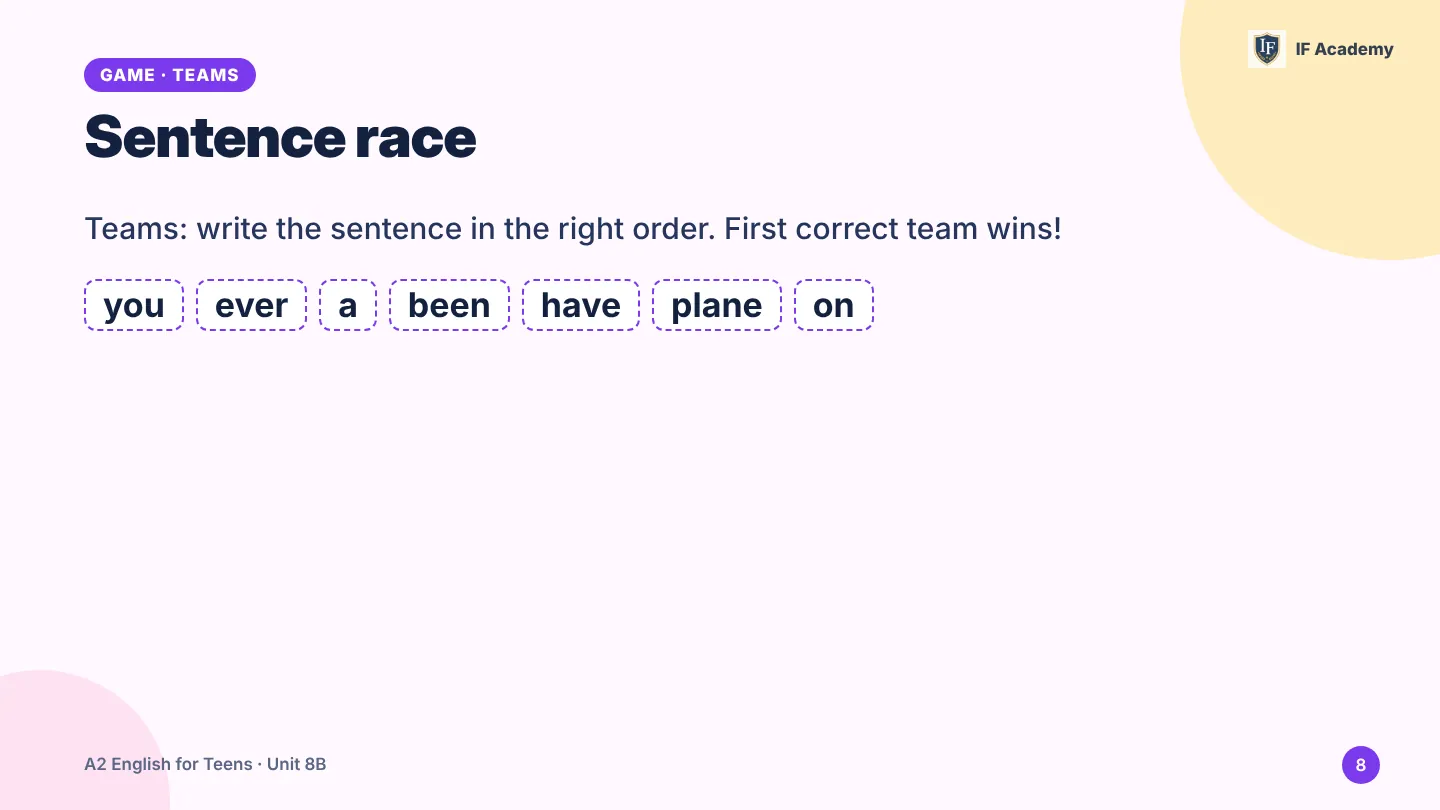 IF
IF Academy
GAME · TEAMS
Sentence race
Teams: write the sentence in the right order. First correct team wins!
you ever a been have plane on
A2 English for Teens · Unit 8B
8